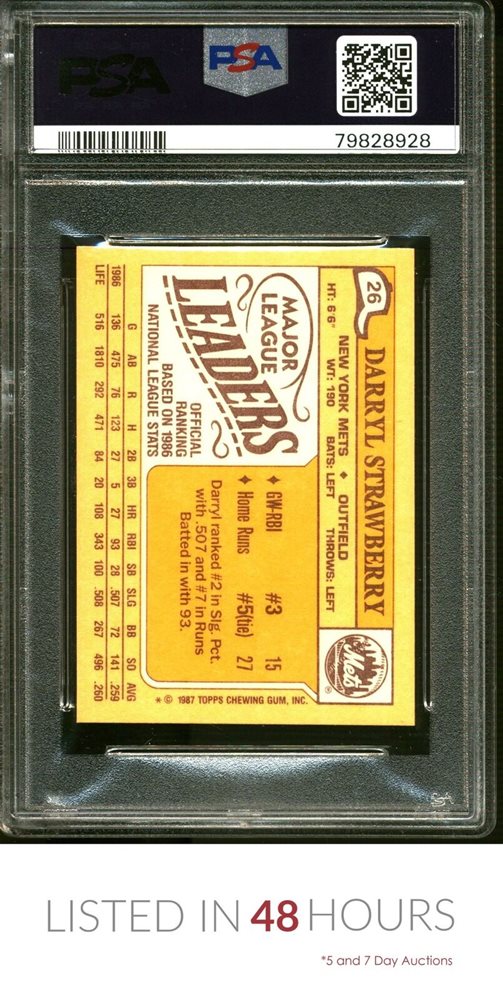 PSA
PSA
79828928
26
DARRYL STRAWBERRY
NEW YORK METS ◆ OUTFIELD
HT: 6'6" WT: 190 BATS: LEFT THROWS: LEFT
Mets
®
MAJOR
LEAGUE
LEADERS
OFFICIAL
RANKING
BASED ON 1986
NATIONAL LEAGUE STATS
◆ GW-RBI #3 15
◆ Home Runs #5(tie) 27
Darryl ranked #2 in Slg. Pct.
with .507 and #7 in Runs
Batted in with 93.
G AB R H 2B 3B HR RBI SB SLG BB SO AVG
1986 136 475 76 123 27 5 27 93 28 .507 72 141 .259
LIFE 516 1810 292 471 84 20 108 343 100 .508 267 496 .260
* © 1987 TOPPS CHEWING GUM, INC.
LISTED IN 48 HOURS
*5 and 7 Day Auctions